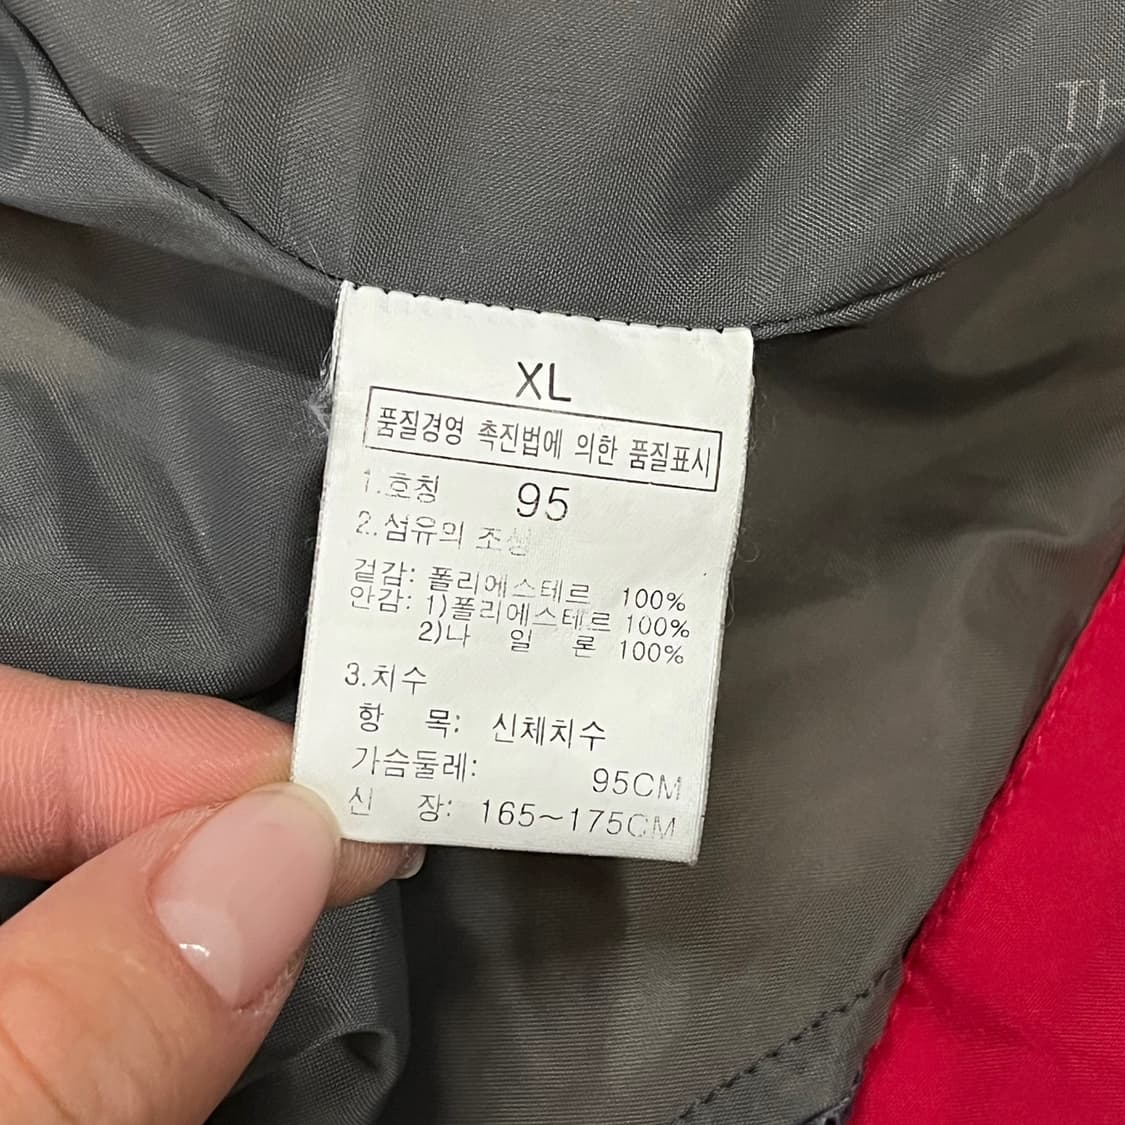 XL
품질경영 촉진법에 의한 품질표시
1.호칭 95
2.섬유의 조성
겉감: 폴리에스테르 100%
안감: 1)폴리에스테르 100%
2)나 일 론 100%
3.치수
항 목: 신체치수
가슴둘레: 95CM
신 장: 165~175CM